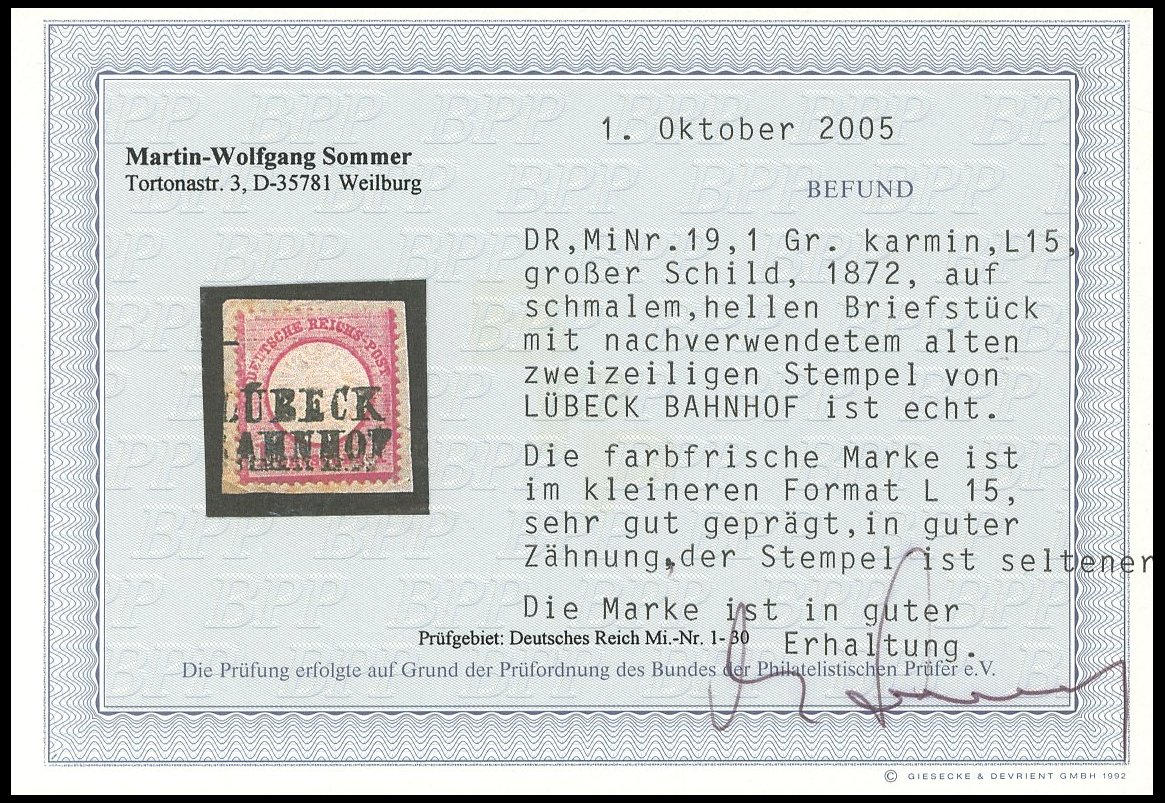 1. Oktober 2005
Martin-Wolfgang Sommer
Tortonastr. 3, D-35781 Weilburg
BEFUND
DR,MiNr.19,1 Gr. karmin,L15,
großer Schild, 1872, auf
schmalem,hellen Briefstück
mit nachverwendetem alten
zweizeiligen Stempel von
LÜBECK BAHNHOF ist echt.
DEUTSCHE REICHS-POST
LÜBECK
AHNHOF
Die farbfrische Marke ist
im kleineren Format L 15,
sehr gut geprägt,in guter
Zähnung,der Stempel ist seltener
Die Marke ist in guter
Erhaltung.
Prüfgebiet: Deutsches Reich Mi.-Nr. 1- 30
Die Prüfung erfolgte auf Grund der Prüfordnung des Bundes der Philatelistischen Prüfer e.V.
© GIESECKE & DEVRIENT GMBH 1992